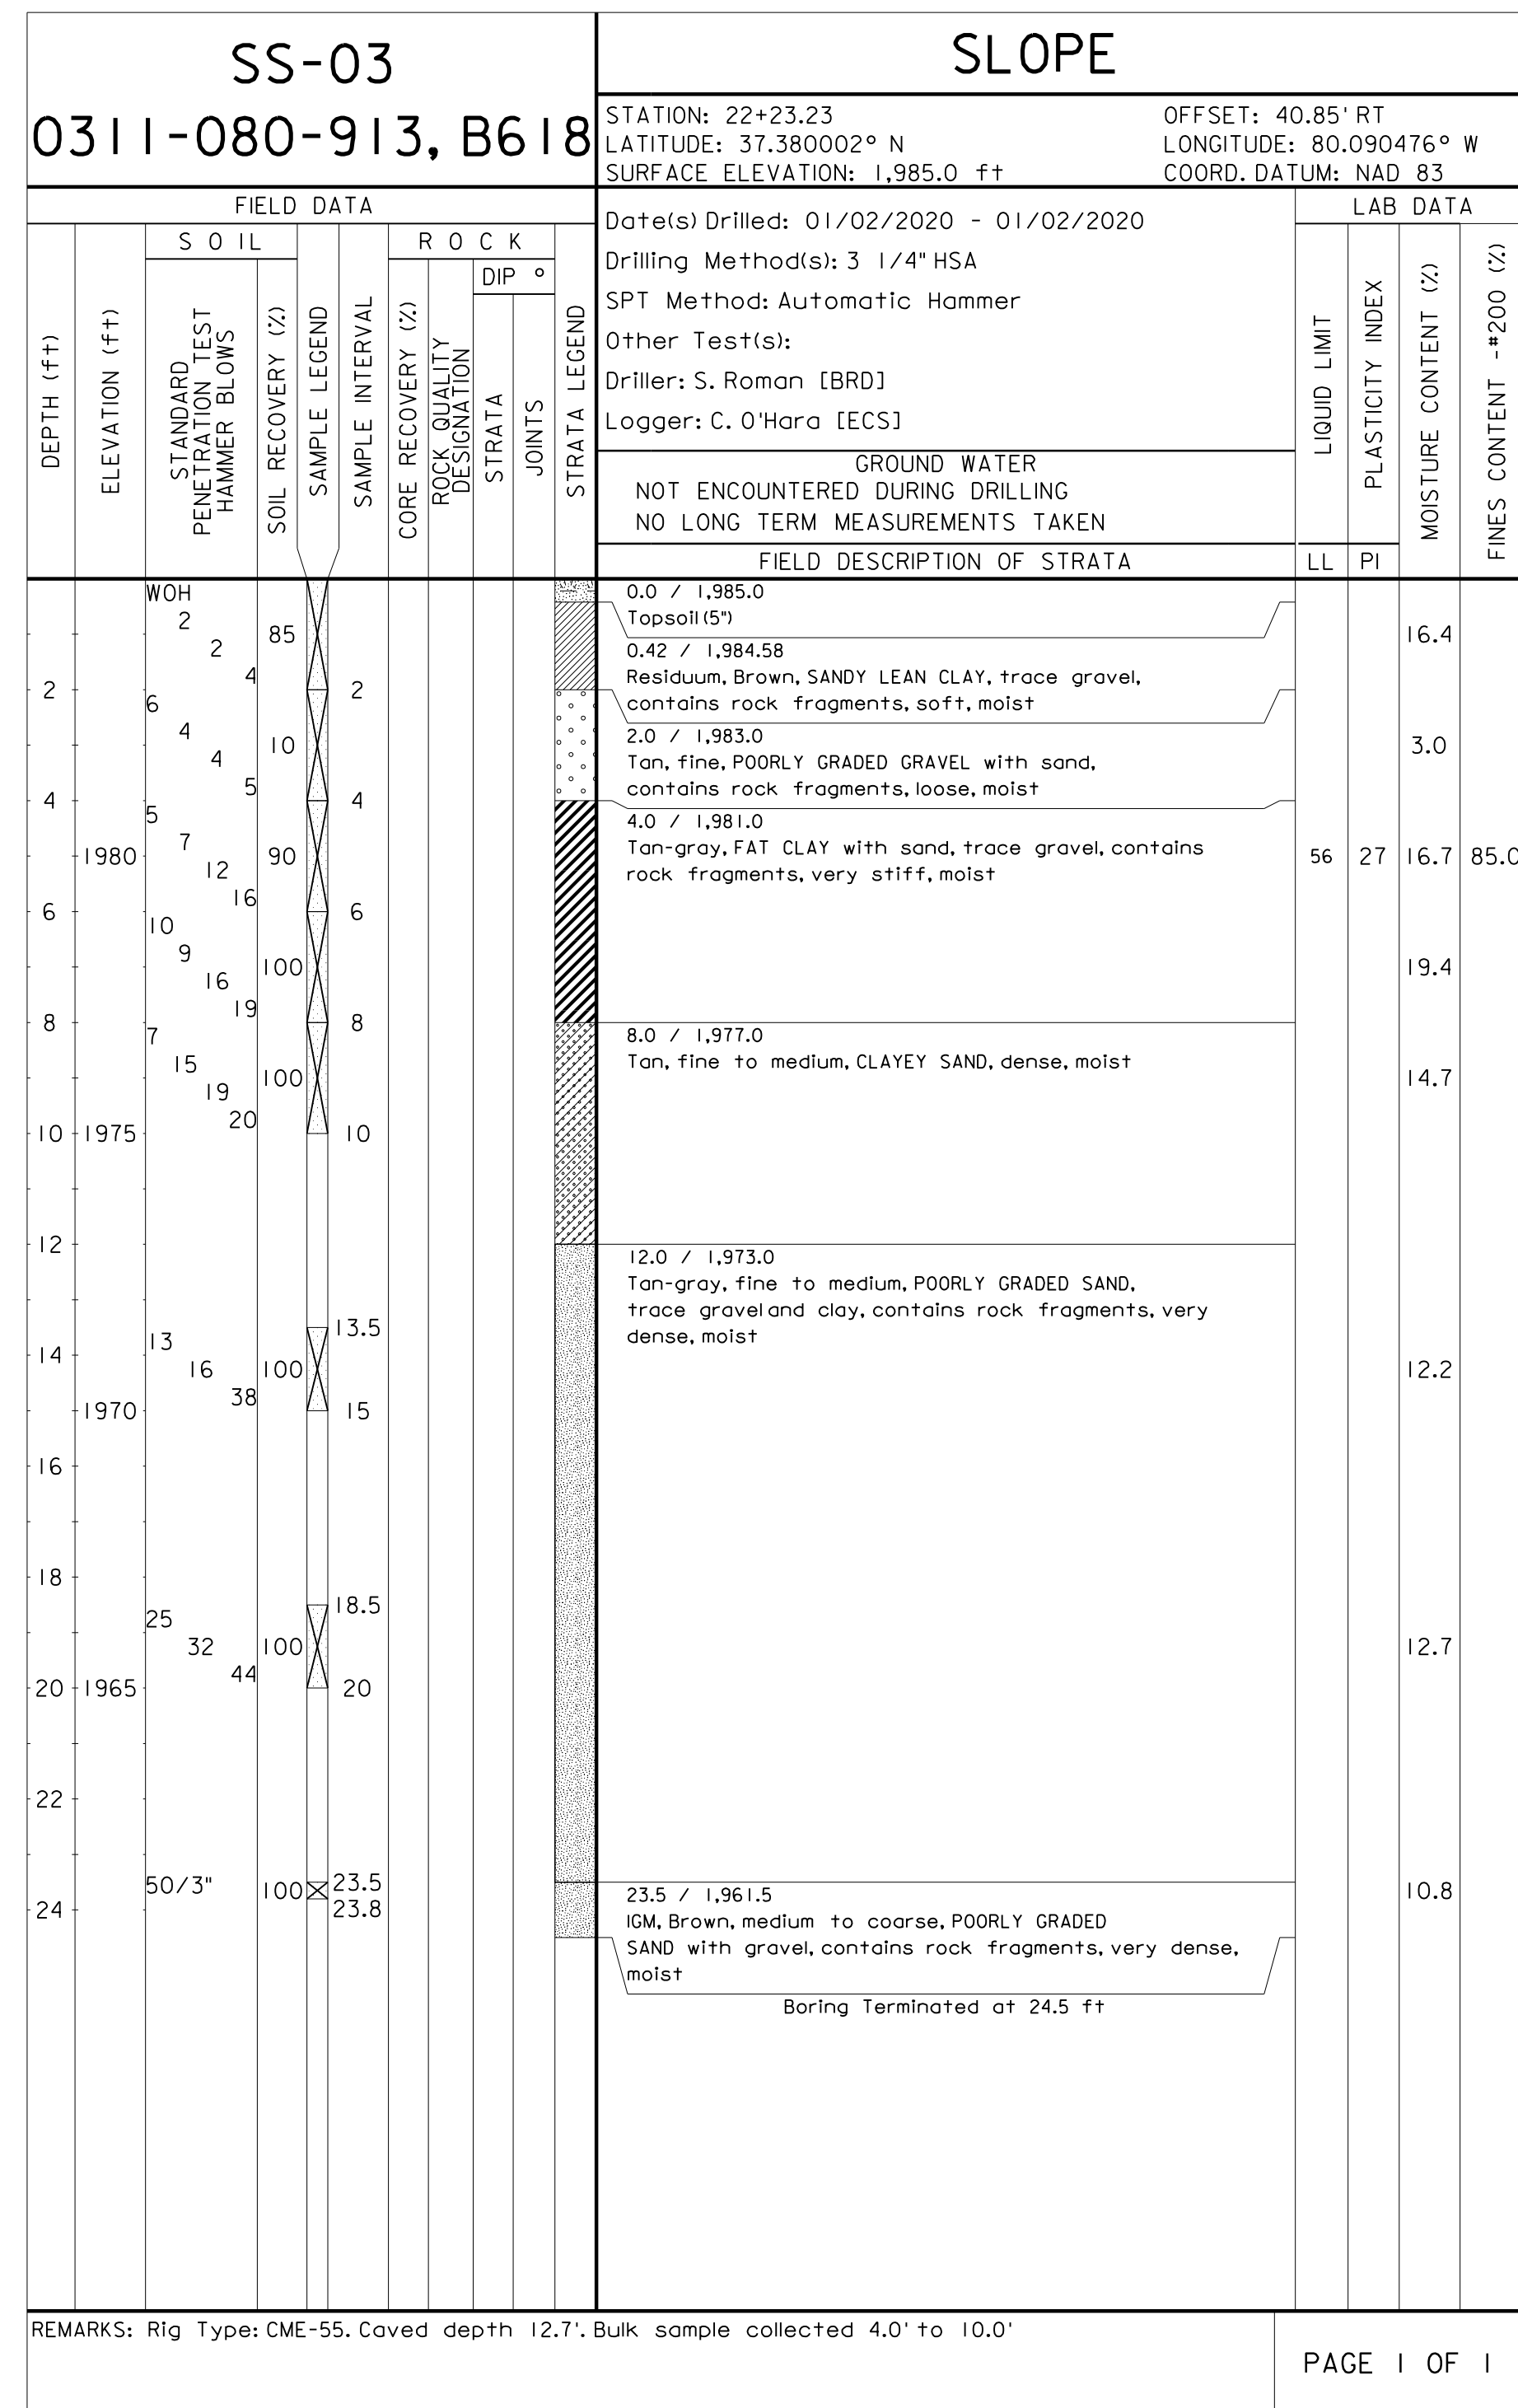 SS-03
0311-080-913, B618
SLOPE
STATION: 22+23.23 OFFSET: 40.85' RT
LATITUDE: 37.380002° N LONGITUDE: 80.090476° W
SURFACE ELEVATION: 1,985.0 ft COORD. DATUM: NAD 83
FIELD DATA
SOIL
ROCK
DIP °
DEPTH (ft)
ELEVATION (ft)
STANDARD
PENETRATION TEST
HAMMER BLOWS
SOIL RECOVERY (%)
SAMPLE LEGEND
SAMPLE INTERVAL
CORE RECOVERY (%)
ROCK QUALITY
DESIGNATION
STRATA
JOINTS
STRATA LEGEND
Date(s) Drilled: 01/02/2020 - 01/02/2020
Drilling Method(s): 3 1/4" HSA
SPT Method: Automatic Hammer
Other Test(s):
Driller: S. Roman [BRD]
Logger: C. O'Hara [ECS]
GROUND WATER
NOT ENCOUNTERED DURING DRILLING
NO LONG TERM MEASUREMENTS TAKEN
FIELD DESCRIPTION OF STRATA
LAB DATA
LIQUID LIMIT
PLASTICITY INDEX
MOISTURE CONTENT (%)
FINES CONTENT -#200 (%)
LL PI
WOH
0.0 / 1,985.0
2
Topsoil (5")
85
16.4
2
0.42 / 1,984.58
4
Residuum, Brown, SANDY LEAN CLAY, trace gravel,
2 2
6
contains rock fragments, soft, moist
4
2.0 / 1,983.0
10
3.0
4
Tan, fine, POORLY GRADED GRAVEL with sand,
5
contains rock fragments, loose, moist
4 4
5
4.0 / 1,981.0
7
Tan-gray, FAT CLAY with sand, trace gravel, contains
1980 90 56 27 16.7 85.0
12
rock fragments, very stiff, moist
16
6 6
10
9
100 19.4
16
19
8 8
7
8.0 / 1,977.0
15
Tan, fine to medium, CLAYEY SAND, dense, moist
100 14.7
19
20
10 1975 10
12
12.0 / 1,973.0
Tan-gray, fine to medium, POORLY GRADED SAND,
trace gravel and clay, contains rock fragments, very
13.5
dense, moist
13
14
16 100 12.2
38
1970 15
16
18
18.5
25
32 100 12.7
44
20 1965 20
22
50/3" 100 23.5 10.8
23.5 / 1,961.5
24 23.8
IGM, Brown, medium to coarse, POORLY GRADED
SAND with gravel, contains rock fragments, very dense,
moist
Boring Terminated at 24.5 ft
REMARKS: Rig Type: CME-55. Caved depth 12.7'. Bulk sample collected 4.0' to 10.0'
PAGE 1 OF 1